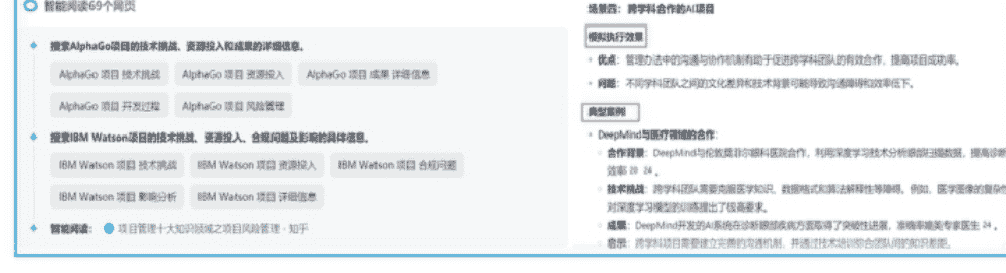 智能阅读69个网页
搜索AlphaGo项目的技术挑战、资源投入和成果的详细信息。
AlphaGo 项目 技术挑战
AlphaGo 项目 资源投入
AlphaGo 项目 成果 详细信息
AlphaGo 项目 开发过程
AlphaGo 项目 风险管理
搜索IBM Watson项目的技术挑战、资源投入、合规问题及影响的具体信息。
IBM Watson 项目 技术挑战
IBM Watson 项目 资源投入
IBM Watson 项目 合规问题
IBM Watson 项目 影响分析
IBM Watson 项目 详细信息
智能阅读： 项目管理十大知识领域之项目风险管理 - 知乎
场景四：跨学科合作的AI项目
模拟执行效果
优点：管理办法中的沟通与协作机制有助于促进跨学科团队的有效合作，提高项目成功率。
问题：不同学科团队之间的文化差异和技术背景可能导致沟通障碍和效率低下。
典型案例
DeepMind与医疗领域的合作：
合作背景：DeepMind与伦敦莫菲尔眼科医院合作，利用深度学习技术分析眼部扫描数据，提高诊断
效率 20 24 。
技术挑战：跨学科团队需要克服医学知识、数据格式和算法解释性等障碍。例如，医学图像的复杂性
对深度学习模型的训练提出了极高要求。
成果：DeepMind开发的AI系统在诊断眼部疾病方面取得了突破性进展，准确率媲美专家医生 24 。
启示：跨学科项目需要建立完善的沟通机制，并通过技术培训弥合团队间的知识差距。